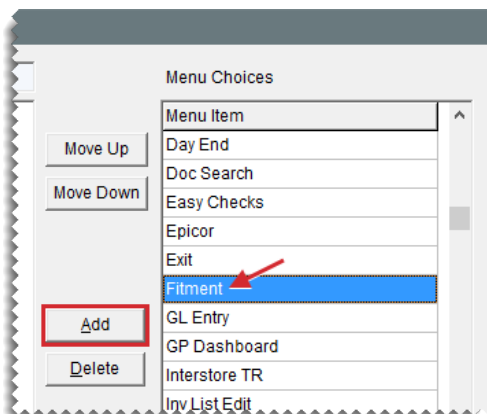 Menu Choices
Menu Item
Move Up
Day End
Doc Search
Move Down
Easy Checks
Epicor
Exit
Fitment
Add
GL Entry
GP Dashboard
Delete
Interstore TR
Inv List Edit